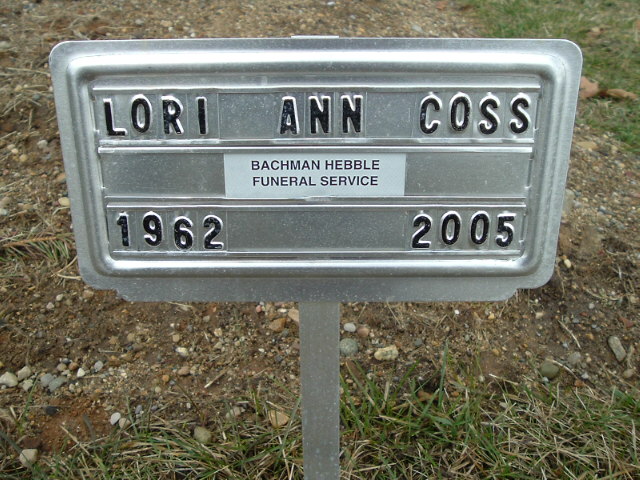 LORI ANN COSS
BACHMAN HEBBLE
FUNERAL SERVICE
1962 2005